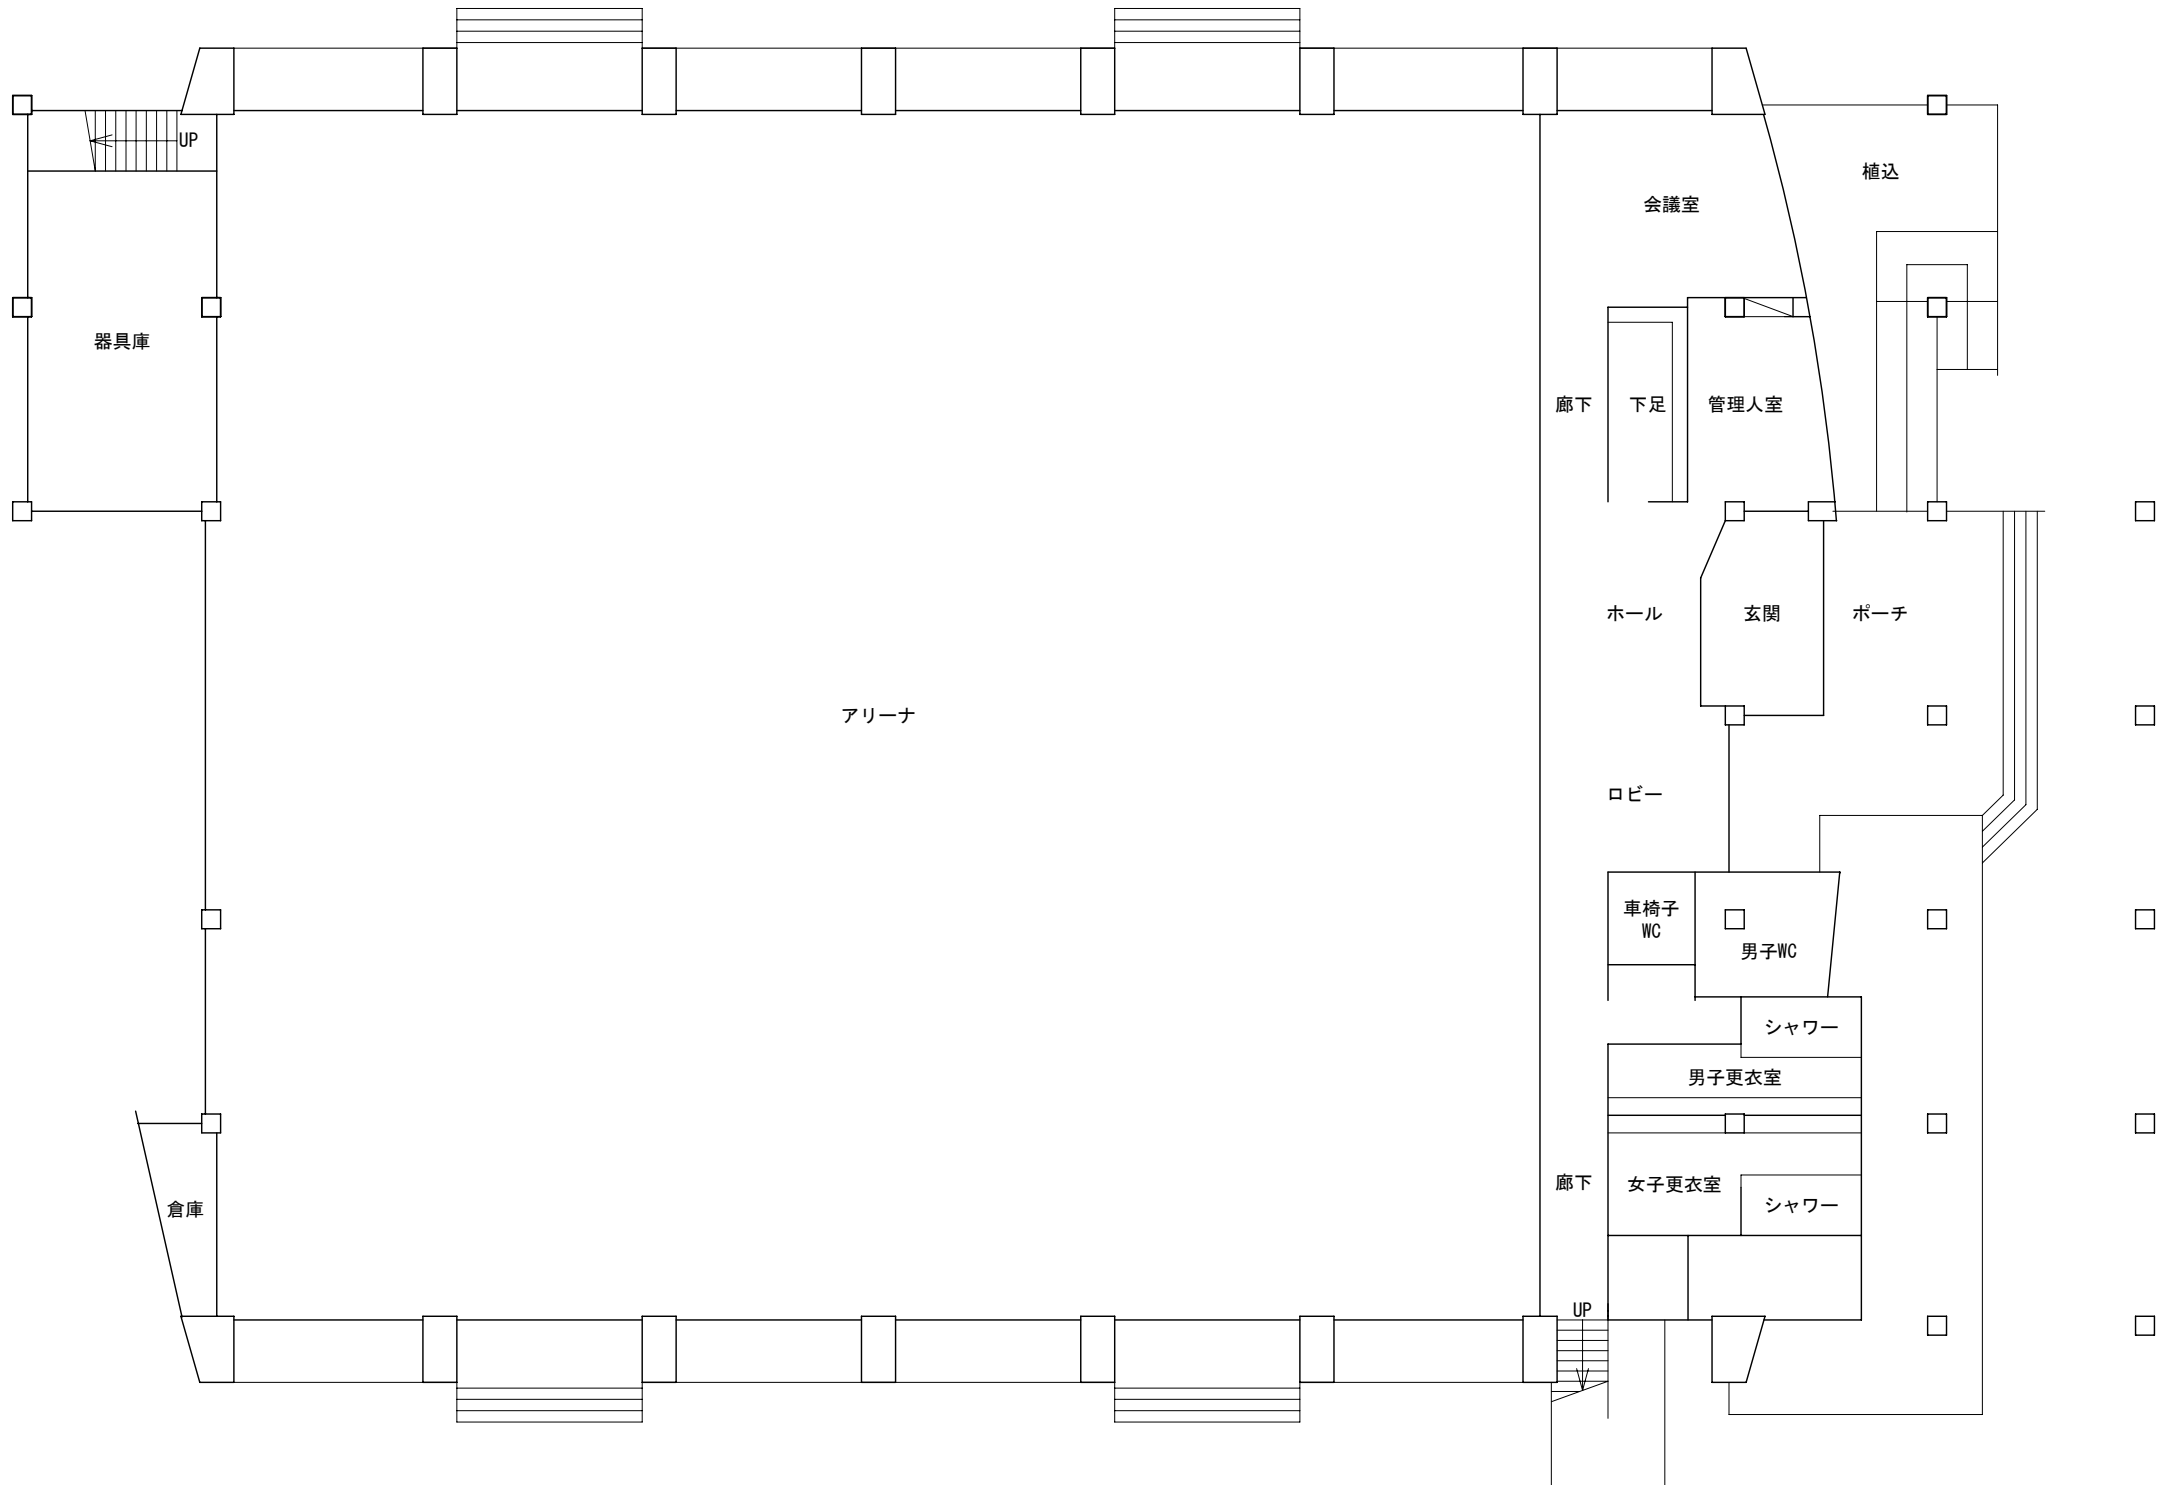 UP
植込
会議室
器具庫
廊下
下足
管理人室
ホール
玄関
ポーチ
アリーナ
ロビー
車椅子
WC
男子WC
シャワー
男子更衣室
廊下
女子更衣室
シャワー
倉庫
UP